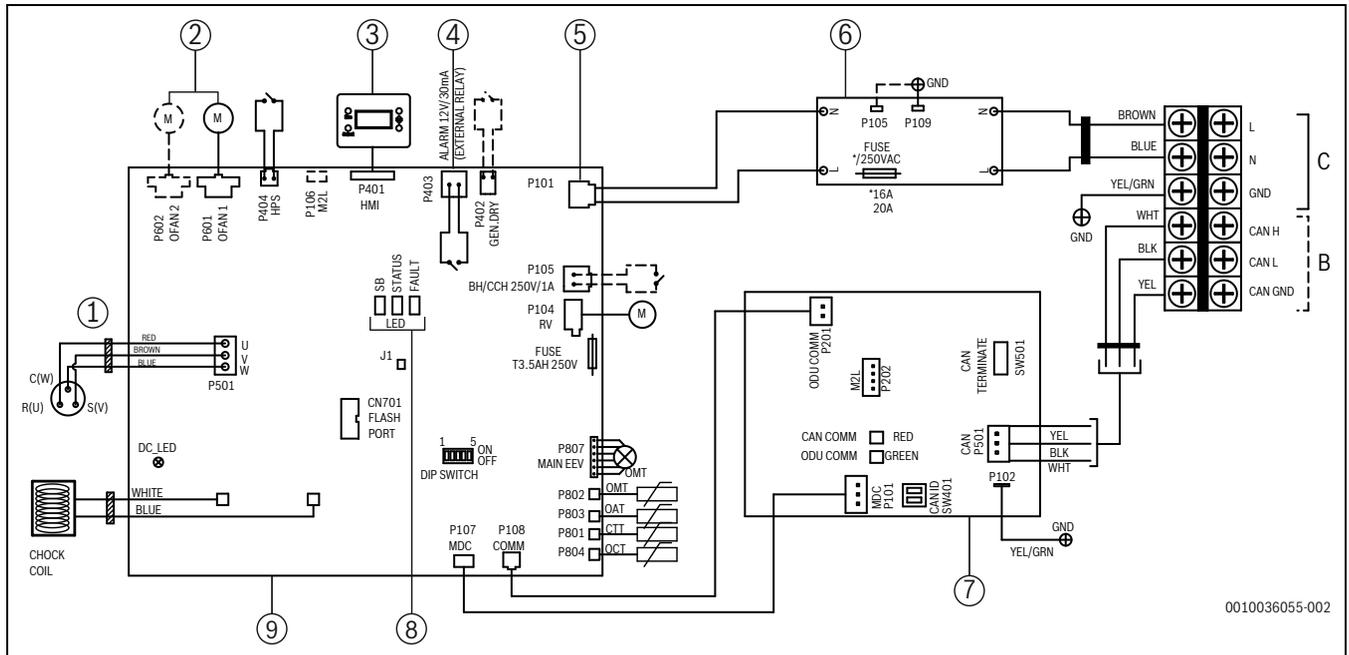 2
3
4
5
6
M
M
ALARM 12V/30mA
(EXTERNAL RELAY)
P602
OFAN 2
P601
OFAN 1
P404
HPS
P106
M2L
P401
HMI
P403
P402
GEN.DRY
P101
N
L
P105
P109
GND
FUSE
*/250VAC
*16A
20A
N
L
BROWN
BLUE
YEL/GRN
GND
WHT
BLK
YEL
L
N
GND
CAN H
CAN L
CAN GND
C
B
SB
STATUS
FAULT
LED
P105
BH/CCH 250V/1A
P104
RV
M
FUSE
T3.5AH 250V
1
RED
BROWN
BLUE
U
V
W
P501
C(W)
R(U)
S(V)
J1
CN701
FLASH
PORT
DC_LED
1
5
ON
OFF
DIP SWITCH
WHITE
BLUE
CHOCK
COIL
P807
MAIN EEV
OMT
P802
OMT
P803
OAT
P801
CTT
P804
OCT
P107
MDC
P108
COMM
ODU COMM
P201
M2L
P202
CAN
TERMINATE
SW501
CAN COMM
RED
ODU COMM
GREEN
CAN
P501
YEL
BLK
WHT
MDC
P101
CAN ID
SW401
P102
GND
YEL/GRN
7
8
9
0010036055-002